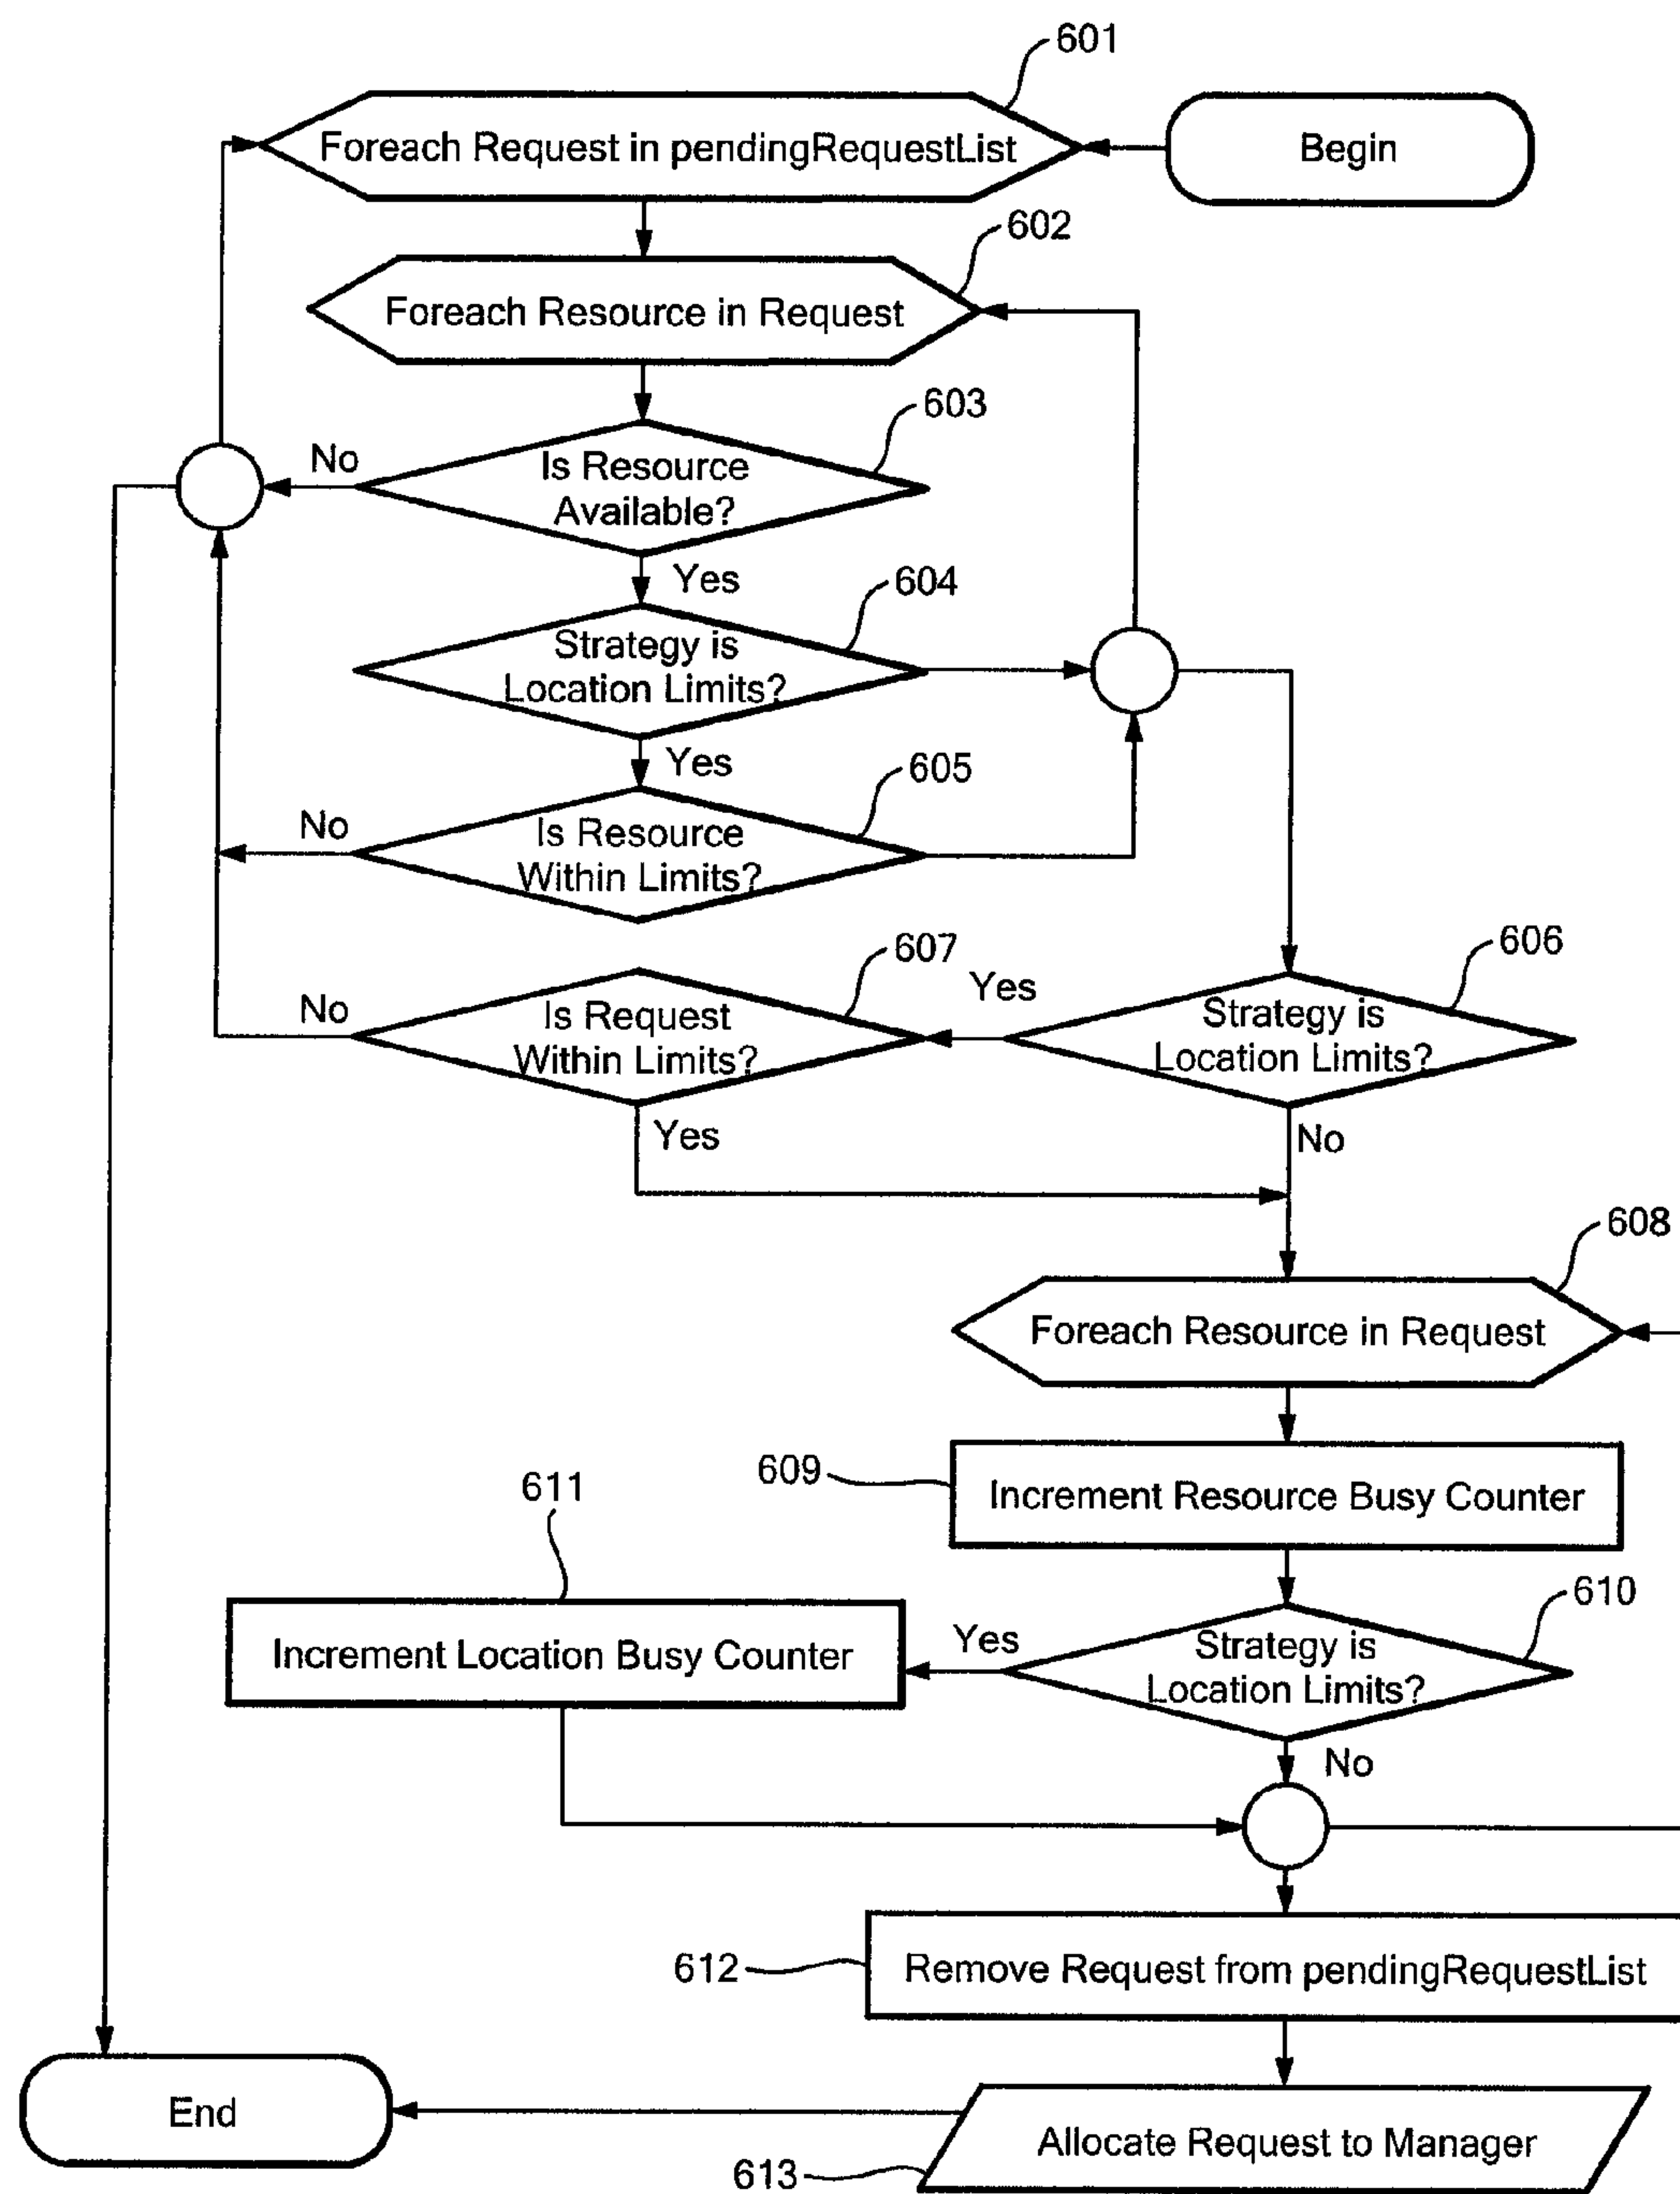 601
Foreach Request in pendingRequestList
Begin
602
Foreach Resource in Request
603
No
Is Resource
Available?
Yes
604
Strategy is
Location Limits?
Yes
605
No
Is Resource
Within Limits?
607
606
No
Yes
Is Request
Within Limits?
Strategy is
Location Limits?
Yes
No
608
Foreach Resource in Request
609
Increment Resource Busy Counter
611
610
Increment Location Busy Counter
Yes
Strategy is
Location Limits?
No
612
Remove Request from pendingRequestList
End
Allocate Request to Manager
613